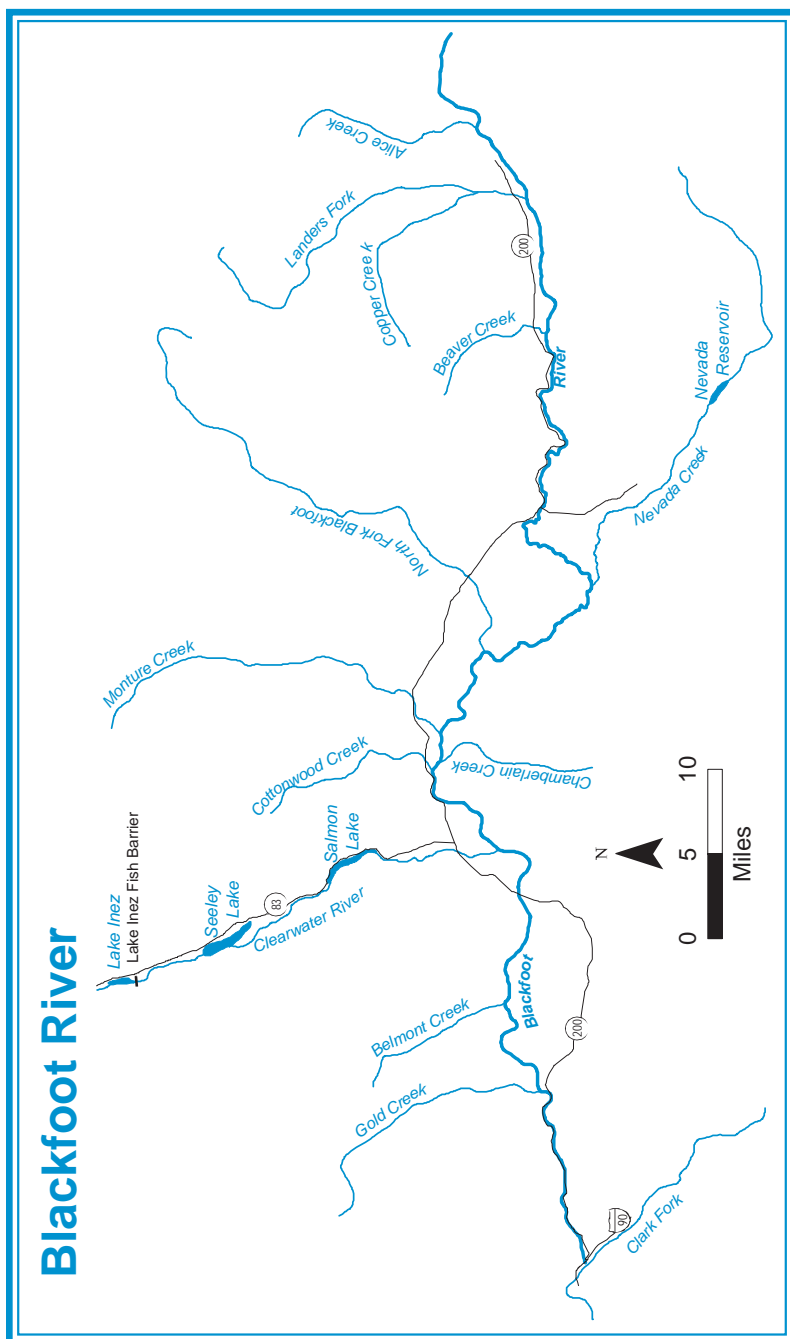 Blackfoot River
Lake Inez
Lake Inez Fish Barrier
Seeley
Lake
83
Clearwater River
Salmon
Lake
Cottonwood Creek
Monture Creek
North Fork Blackfoot
Landers Fork
Alice Creek
Copper Cree k
Beaver Creek
200
River
Nevada
Reservoir
Nevada Creek
Chamberlain Creek
Belmont Creek
Gold Creek
Blackfoot
200
90
Clark Fork
N
0 5 10
Miles